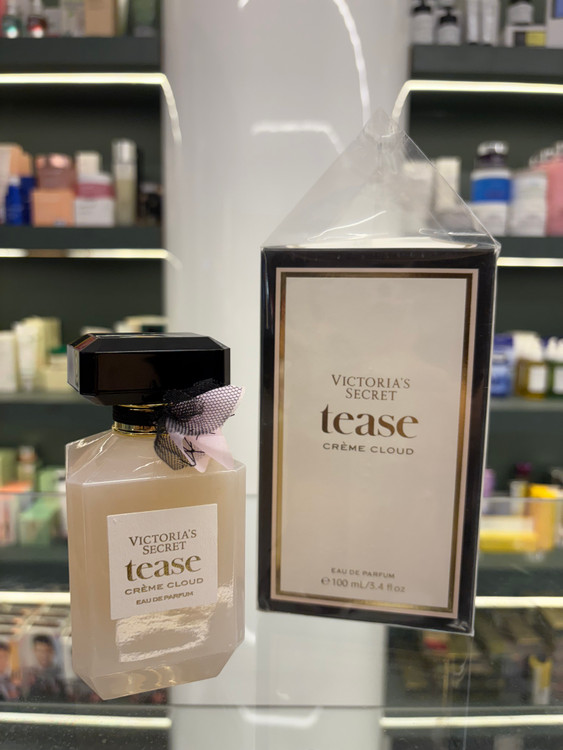 VICTORIA'S
SECRET
tease
CRÈME CLOUD
EAU DE PARFUM
VICTORIA'S
SECRET
tease
CRÈME CLOUD
EAU DE PARFUM
℮100 mL/3.4 fl oz